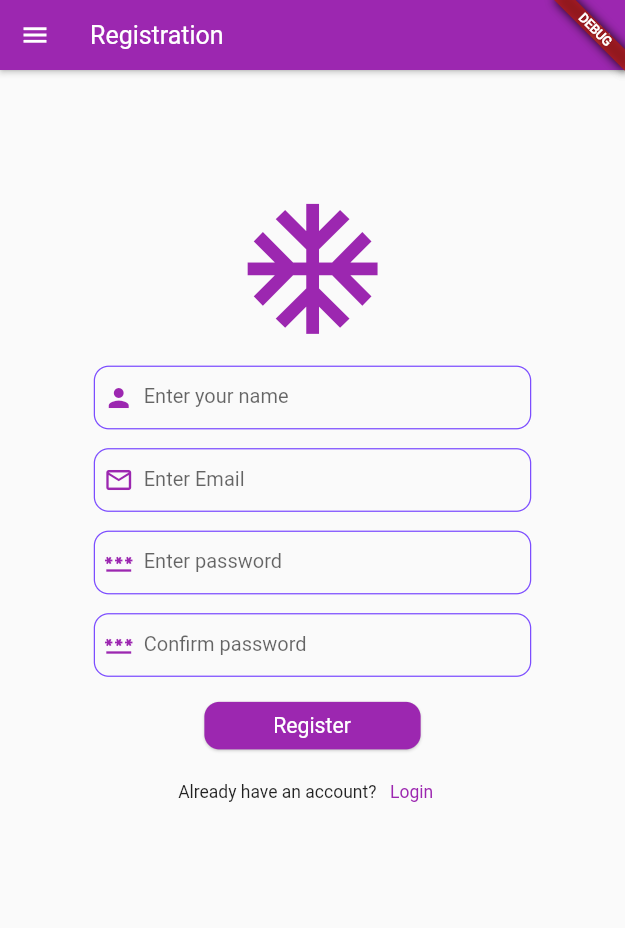 Registration
DEBUG
Enter your name
Enter Email
Enter password
Confirm password
Register
Already have an account? Login